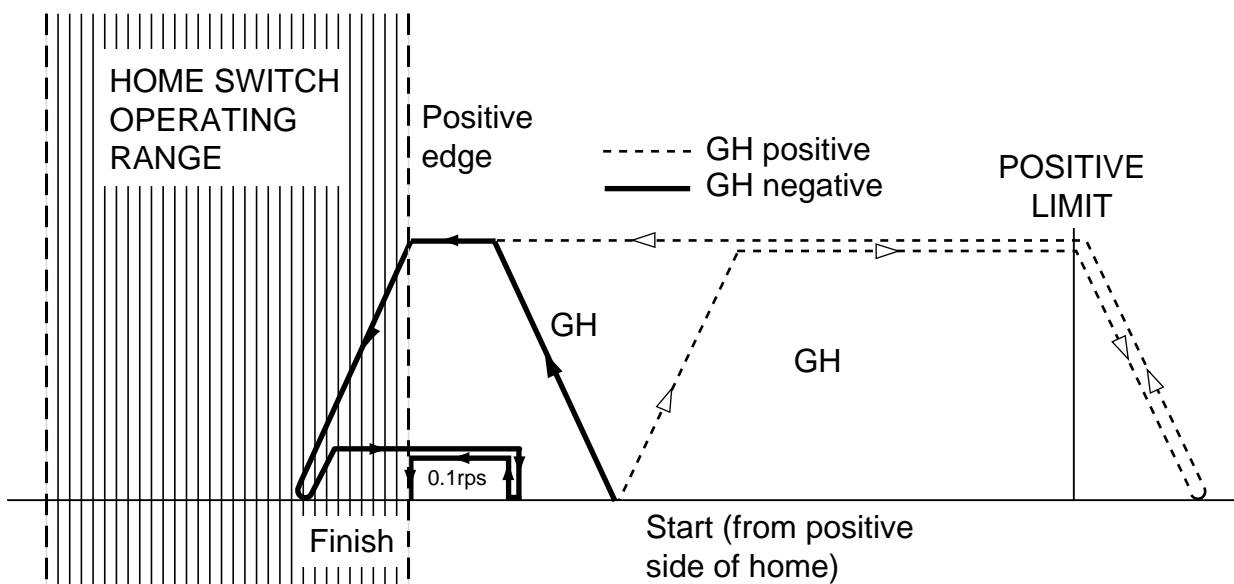 HOME SWITCH
OPERATING
RANGE
Positive
edge
GH positive
GH negative
POSITIVE
LIMIT
GH
GH
0.1rps
Finish
Start (from positive
side of home)